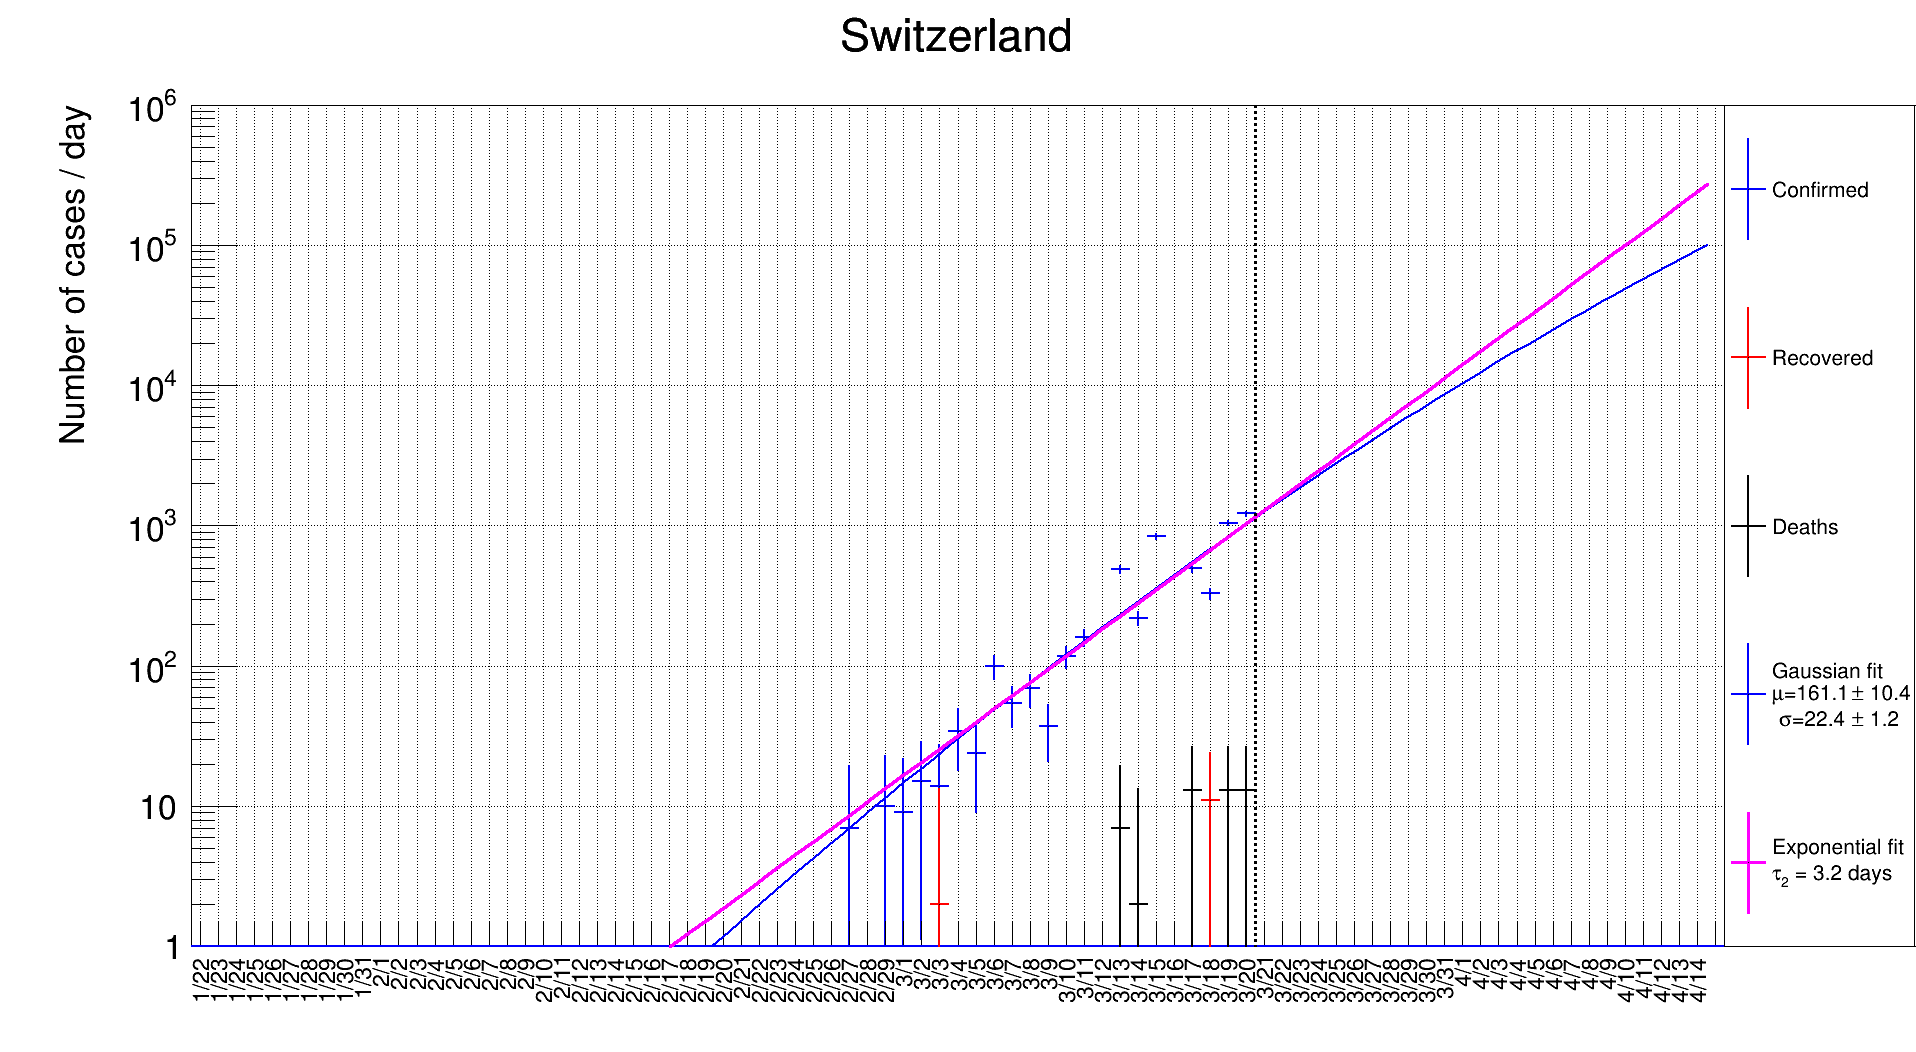 Switzerland
Number of cases / day
10^6
10^5
10^4
10^3
10^2
10
1
1/22 1/23 1/24 1/25 1/26 1/27 1/28 1/29 1/30 1/31 2/1 2/2 2/3 2/4 2/5 2/6 2/7 2/8 2/9 2/10 2/11 2/12 2/13 2/14 2/15 2/16 2/17 2/18 2/19 2/20 2/21 2/22 2/23 2/24 2/25 2/26 2/27 2/28 2/29 3/1 3/2 3/3 3/4 3/5 3/6 3/7 3/8 3/9 3/10 3/11 3/12 3/13 3/14 3/15 3/16 3/17 3/18 3/19 3/20 3/21 3/22 3/23 3/24 3/25 3/26 3/27 3/28 3/29 3/30 3/31 4/1 4/2 4/3 4/4 4/5 4/6 4/7 4/8 4/9 4/10 4/11 4/12 4/13 4/14
Confirmed
Recovered
Deaths
Gaussian fit
μ=161.1 ± 10.4
σ=22.4 ± 1.2
Exponential fit
τ₂ = 3.2 days